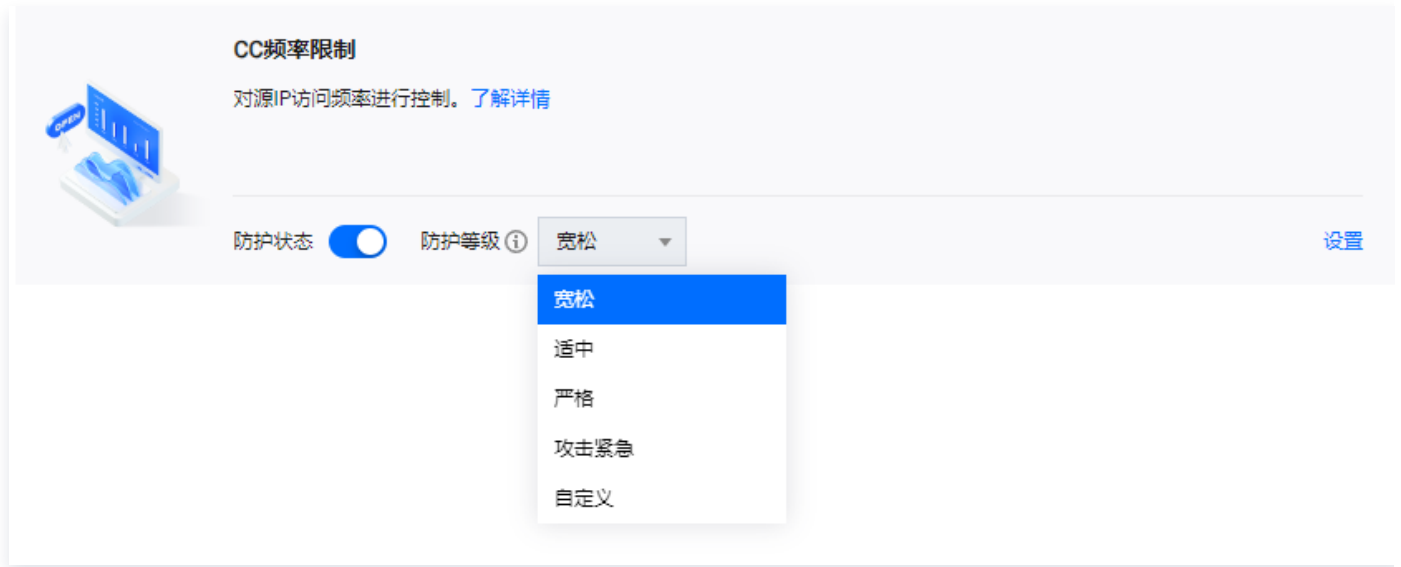 CC频率限制
对源IP访问频率进行控制。了解详情
OPEN
防护状态 防护等级 宽松 设置
宽松
适中
严格
攻击紧急
自定义